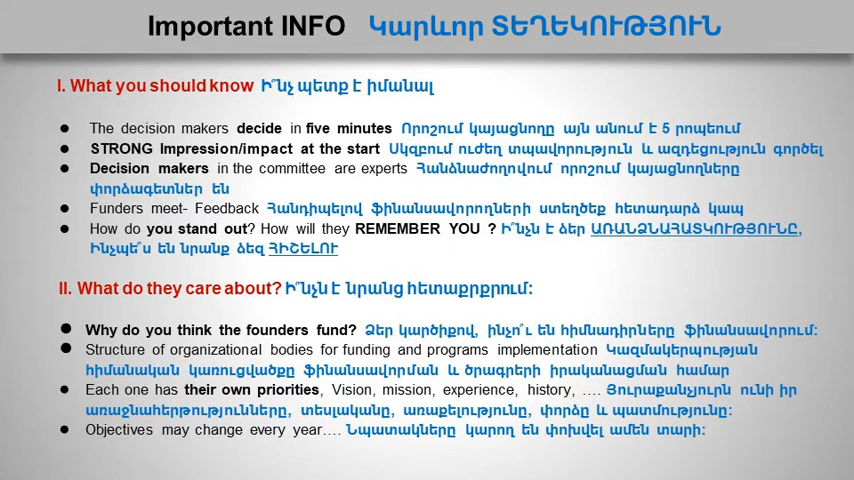 Important INFO Կարևոր ՏԵՂԵԿՈՒԹՅՈՒՆ
I. What you should know Ի՞նչ պետք է իմանալ
● The decision makers decide in five minutes Որոշում կայացնողը այն անում է 5 րոպեում
● STRONG Impression/impact at the start Սկզբում ուժեղ տպավորություն և ազդեցություն գործել
● Decision makers in the committee are experts Հանձնաժողովում որոշում կայացնողները
փորձագետներ են
● Funders meet- Feedback Հանդիպելով ֆինանսավորողների ստեղծեք հետադարձ կապ
● How do you stand out? How will they REMEMBER YOU ? Ի՞նչն է ձեր ԱՌԱՆՁՆԱՀԱՏԿՈՒԹՅՈՒՆԸ,
Ինչպե՞ս են նրանք ձեզ ՀԻՇԵԼՈՒ
II. What do they care about? Ի՞նչն է նրանց հետաքրքրում:
● Why do you think the founders fund? Ձեր կարծիքով, ինչո՞ւ են հիմնադիրները ֆինանսավորում:
● Structure of organizational bodies for funding and programs implementation Կազմակերպության
հիմնական կառուցվածքը ֆինանսավորման և ծրագրերի իրականացման համար
● Each one has their own priorities, Vision, mission, experience, history, …. Յուրաքանչյուրն ունի իր
առաջնահերթությունները, տեսլականը, առաքելությունը, փորձը և պատմությունը:
● Objectives may change every year…. Նպատակները կարող են փոխվել ամեն տարի: